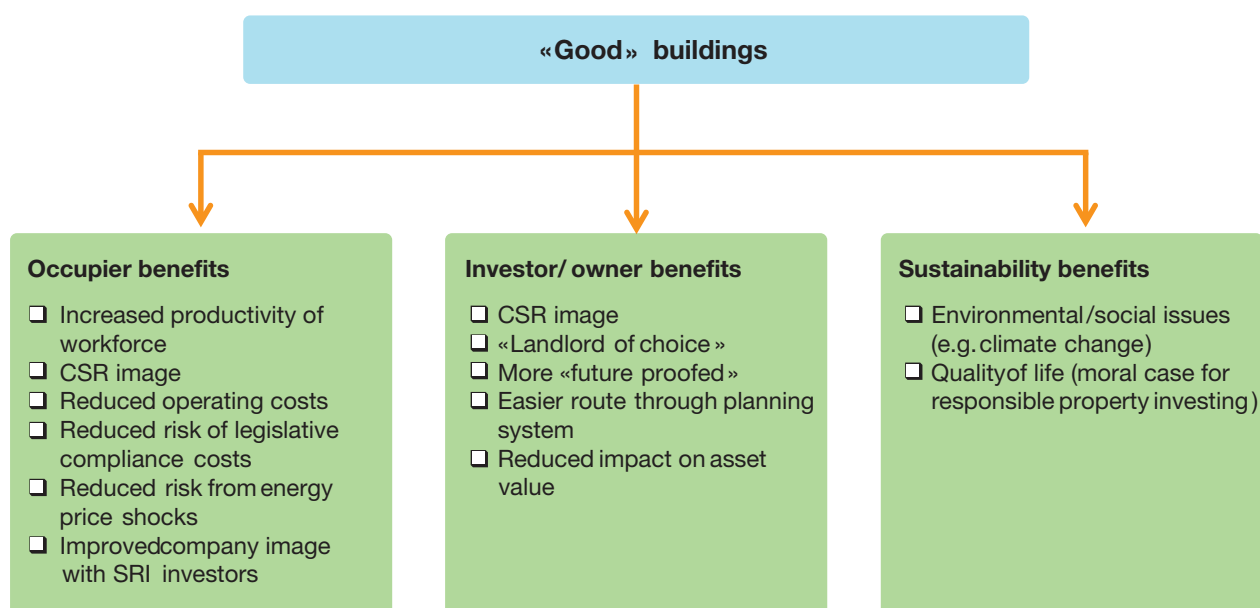 «Good» buildings
Occupier benefits
❑ Increased productivity of
workforce
❑ CSR image
❑ Reduced operating costs
❑ Reduced risk of legislative
compliance costs
❑ Reduced risk from energy
price shocks
❑ Improvedcompany image
with SRI investors
Investor/ owner benefits
❑ CSR image
❑ «Landlord of choice»
❑ More «future proofed»
❑ Easier route through planning
system
❑ Reduced impact on asset
value
Sustainability benefits
❑ Environmental/social issues
(e.g. climate change)
❑ Qualityof life (moral case for
responsible property investing)